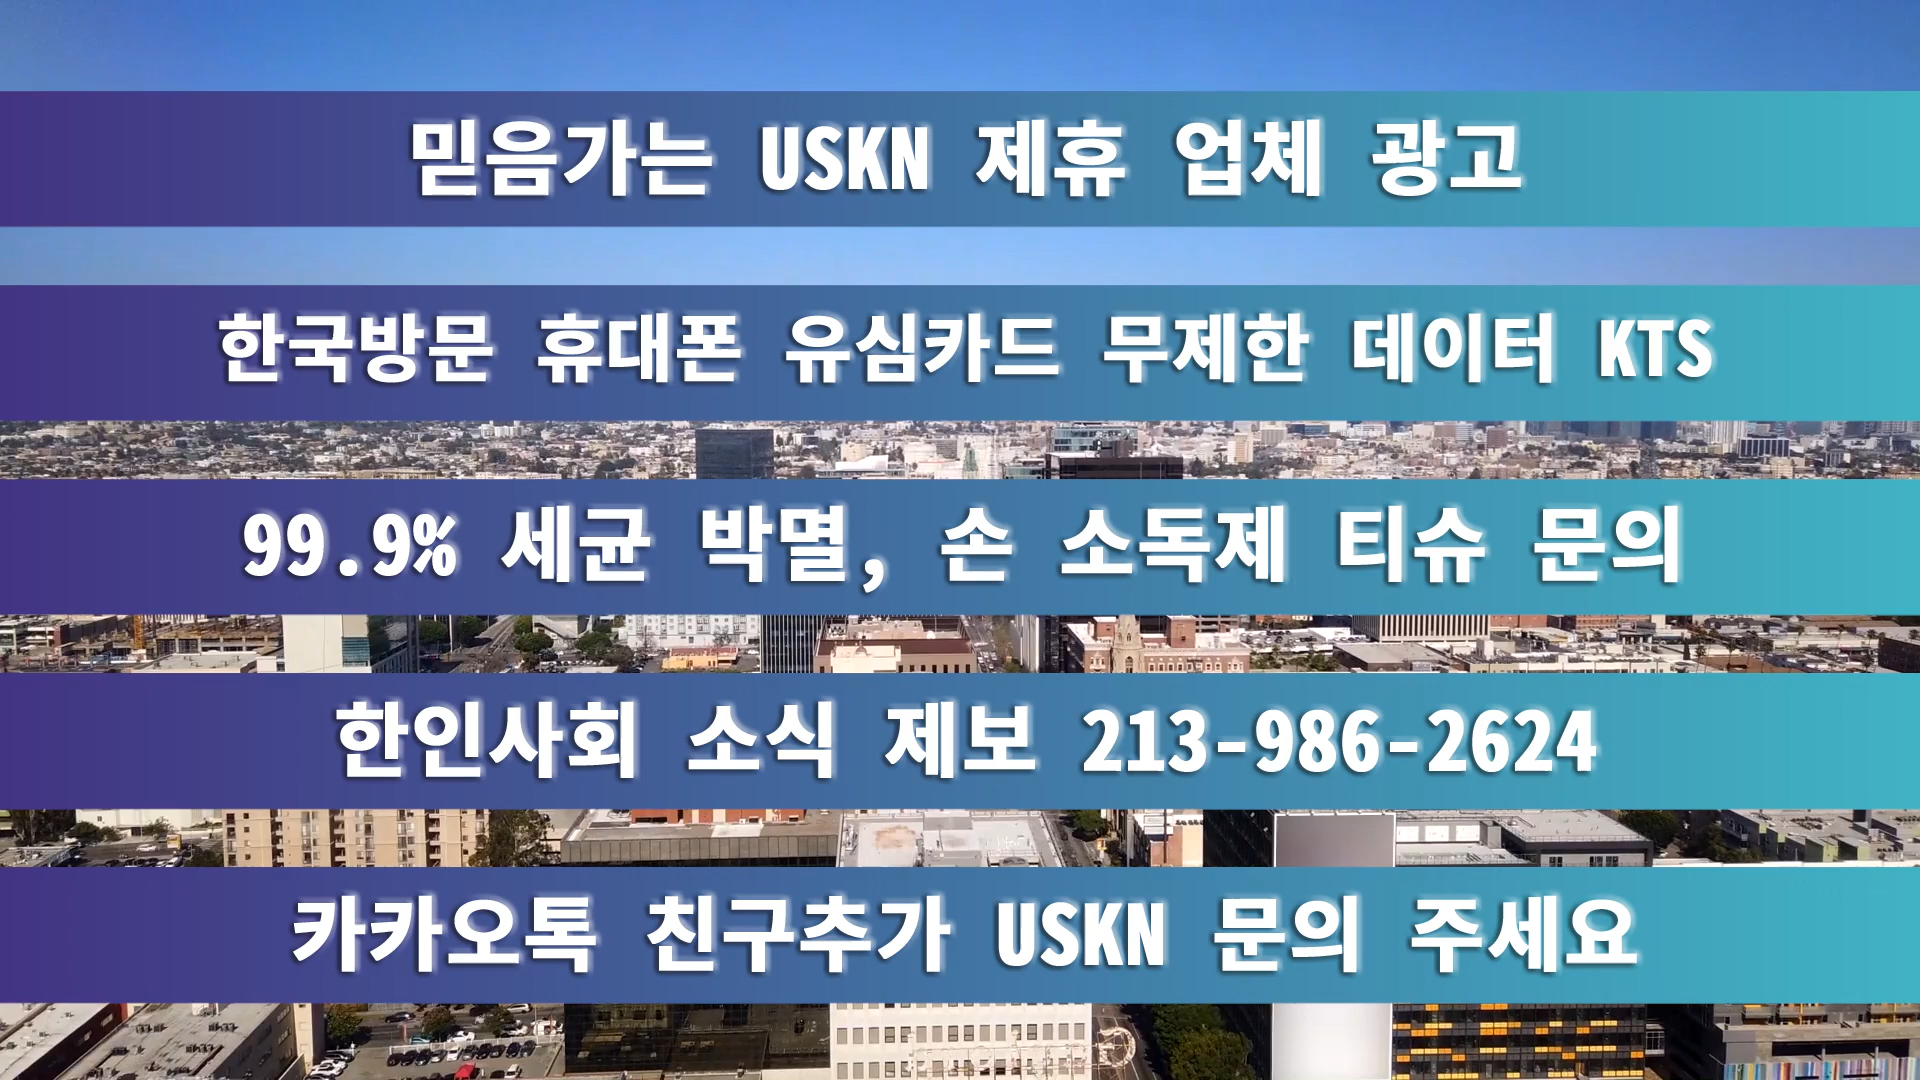 믿음가는 USKN 제휴 업체 광고
한국방문 휴대폰 유심카드 무제한 데이터 KTS
99.9% 세균 박멸, 손 소독제 티슈 문의
한인사회 소식 제보 213-986-2624
카카오톡 친구추가 USKN 문의 주세요